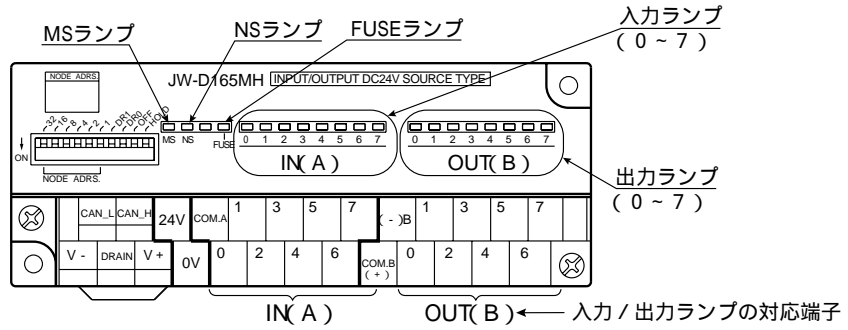 MSランプ NSランプ FUSEランプ 入力ランプ
( 0 ~ 7 )
NODE ADRS. JW-D165MH INPUT/OUTPUT DC24V SOURCE TYPE
32 16 8 4 2 1 DR1 DR0 OFF HOLD
MS NS FUSE 0 1 2 3 4 5 6 7 0 1 2 3 4 5 6 7
ON IN( A ) OUT( B )
NODE ADRS.
出力ランプ
( 0 ~ 7 )
CAN_L CAN_H 24V COM.A 1 3 5 7 ( - )B 1 3 5 7
V - DRAIN V + 0V 0 2 4 6 COM.B ( + ) 0 2 4 6
IN( A ) OUT( B ) 入力 / 出力ランプの対応端子